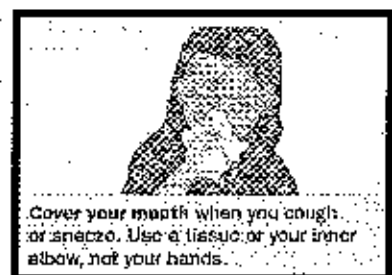 Cover your mouth when you cough
or sneeze. Use a tissue or your inner
elbow, not your hands.